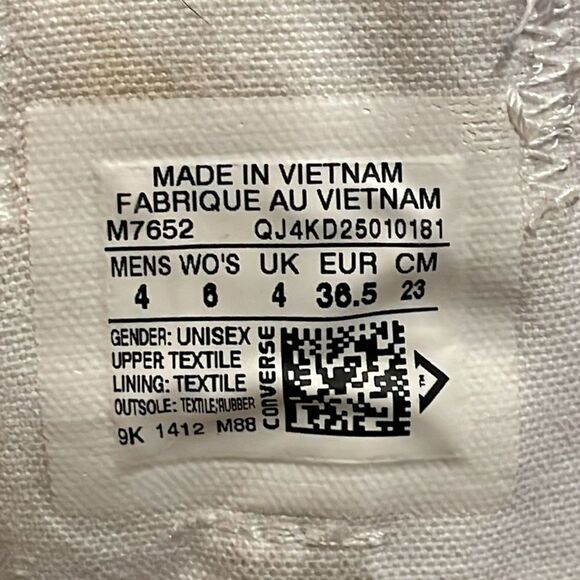 MADE IN VIETNAM
FABRIQUE AU VIETNAM
M7652 QJ4KD25010181
MENS WO'S UK EUR CM
4 6 4 36.5 23
GENDER: UNISEX
UPPER: TEXTILE
LINING: TEXTILE
OUTSOLE: TEXTILE/RUBBER
9K 1412 M88
CONVERSE